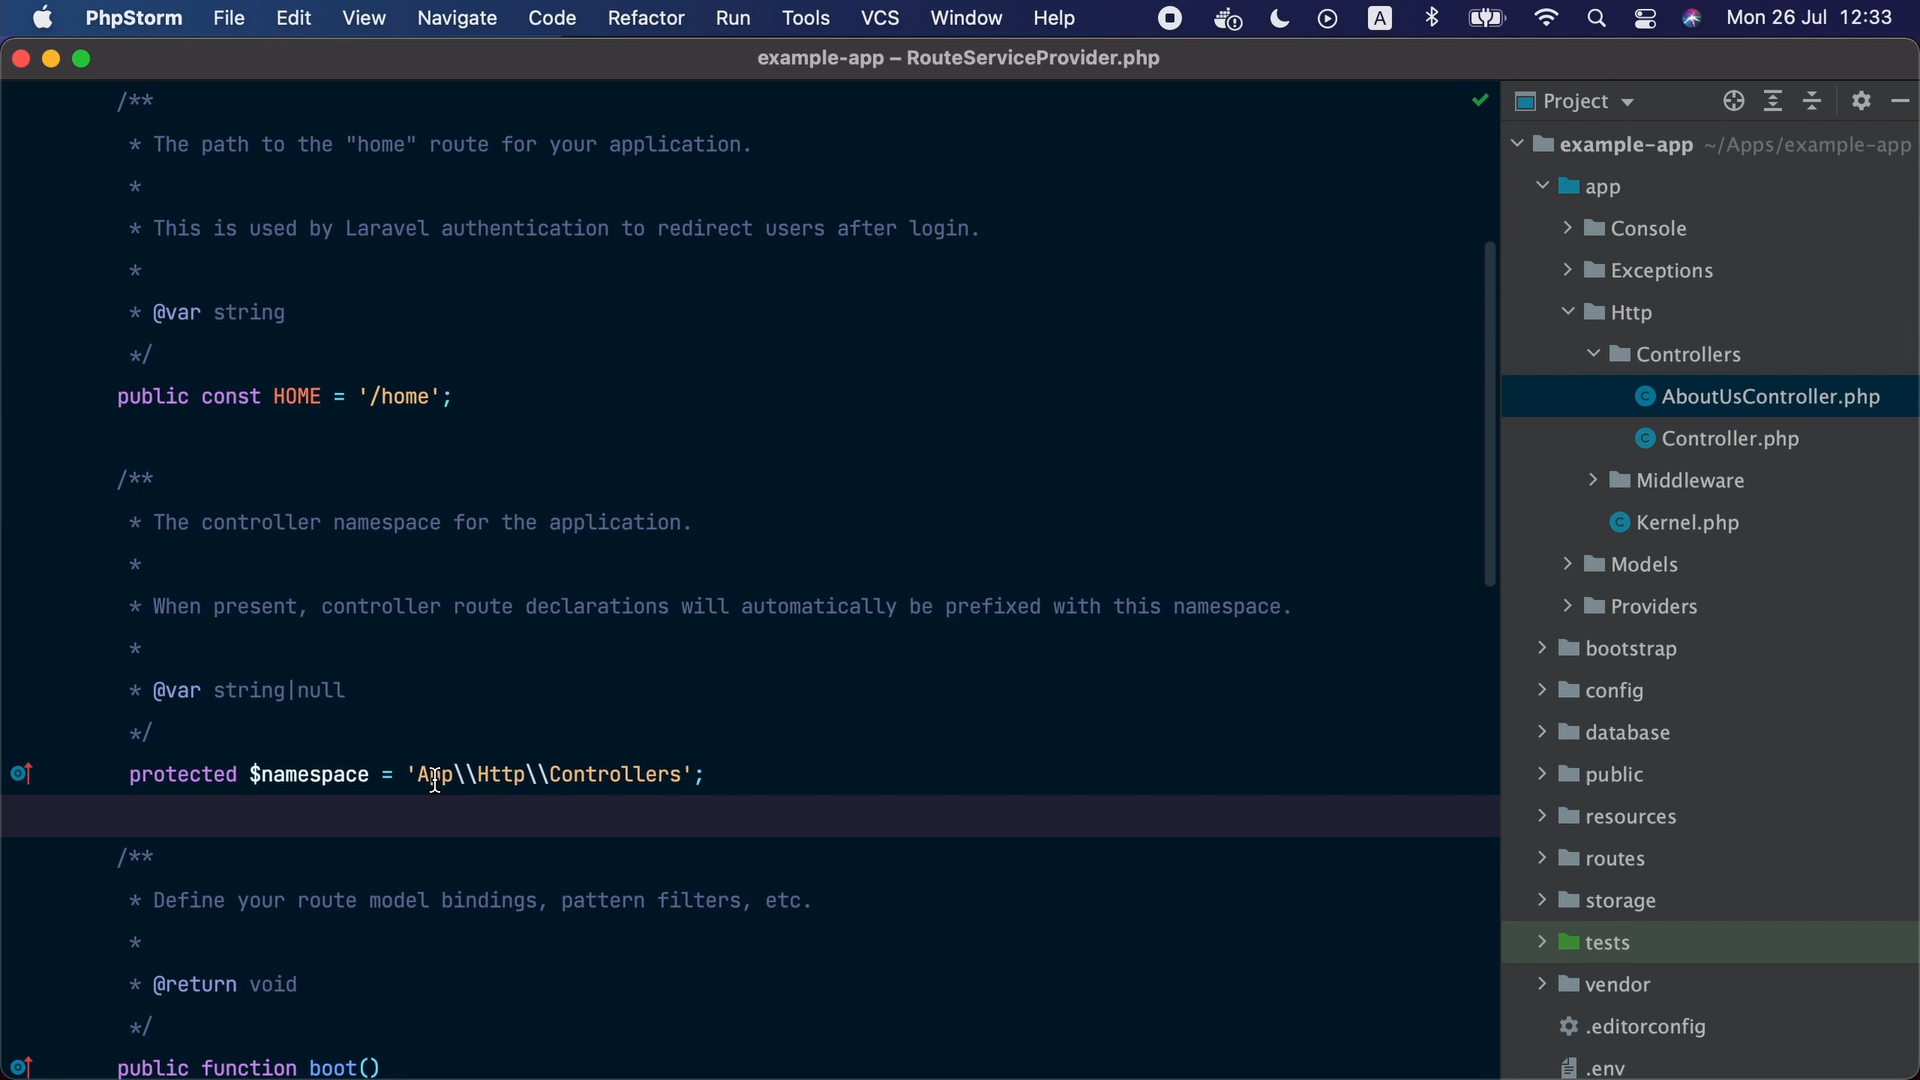 PhpStorm File Edit View Navigate Code Refactor Run Tools VCS Window Help A Mon 26 Jul 12:33
example-app – RouteServiceProvider.php
/**
* The path to the "home" route for your application.
*
* This is used by Laravel authentication to redirect users after login.
*
* @var string
*/
public const HOME = '/home';
/**
* The controller namespace for the application.
*
* When present, controller route declarations will automatically be prefixed with this namespace.
*
* @var string|null
*/
protected $namespace = 'App\\Http\\Controllers';
/**
* Define your route model bindings, pattern filters, etc.
*
* @return void
*/
public function boot()
Project
example-app ~/Apps/example-app
app
Console
Exceptions
Http
Controllers
C AboutUsController.php
C Controller.php
Middleware
C Kernel.php
Models
Providers
bootstrap
config
database
public
resources
routes
storage
tests
vendor
.editorconfig
.env